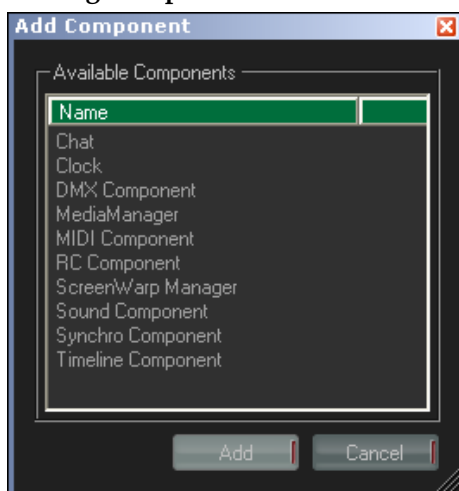 Add Component
Available Components
Name
Chat
Clock
DMX Component
MediaManager
MIDI Component
RC Component
ScreenWarp Manager
Sound Component
Synchro Component
Timeline Component
Add
Cancel